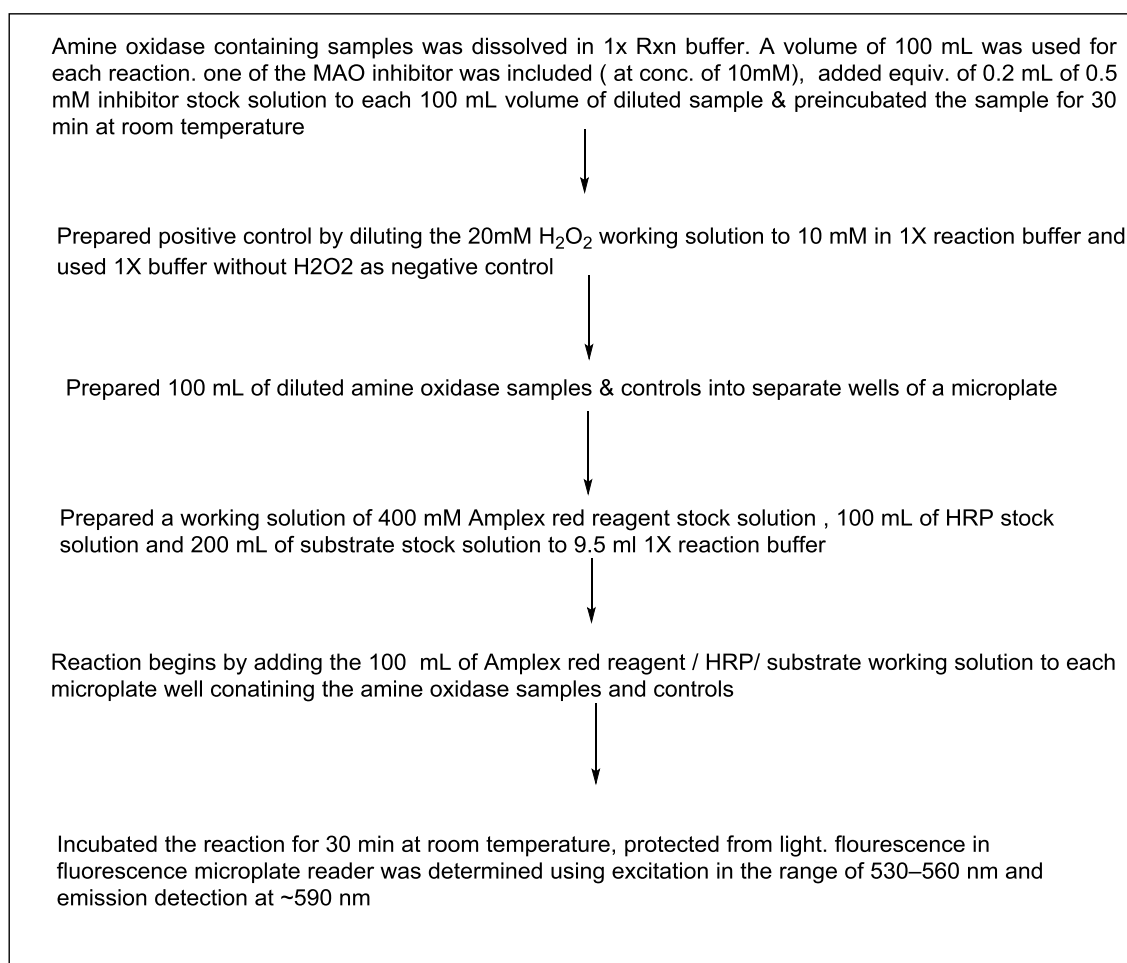 Amine oxidase containing samples was dissolved in 1x Rxn buffer. A volume of 100 mL was used for
each reaction. one of the MAO inhibitor was included ( at conc. of 10mM), added equiv. of 0.2 mL of 0.5
mM inhibitor stock solution to each 100 mL volume of diluted sample & preincubated the sample for 30
min at room temperature
Prepared positive control by diluting the 20mM H₂O₂ working solution to 10 mM in 1X reaction buffer and
used 1X buffer without H2O2 as negative control
Prepared 100 mL of diluted amine oxidase samples & controls into separate wells of a microplate
Prepared a working solution of 400 mM Amplex red reagent stock solution , 100 mL of HRP stock
solution and 200 mL of substrate stock solution to 9.5 ml 1X reaction buffer
Reaction begins by adding the 100 mL of Amplex red reagent / HRP/ substrate working solution to each
microplate well conatining the amine oxidase samples and controls
Incubated the reaction for 30 min at room temperature, protected from light. flourescence in
fluorescence microplate reader was determined using excitation in the range of 530–560 nm and
emission detection at ~590 nm